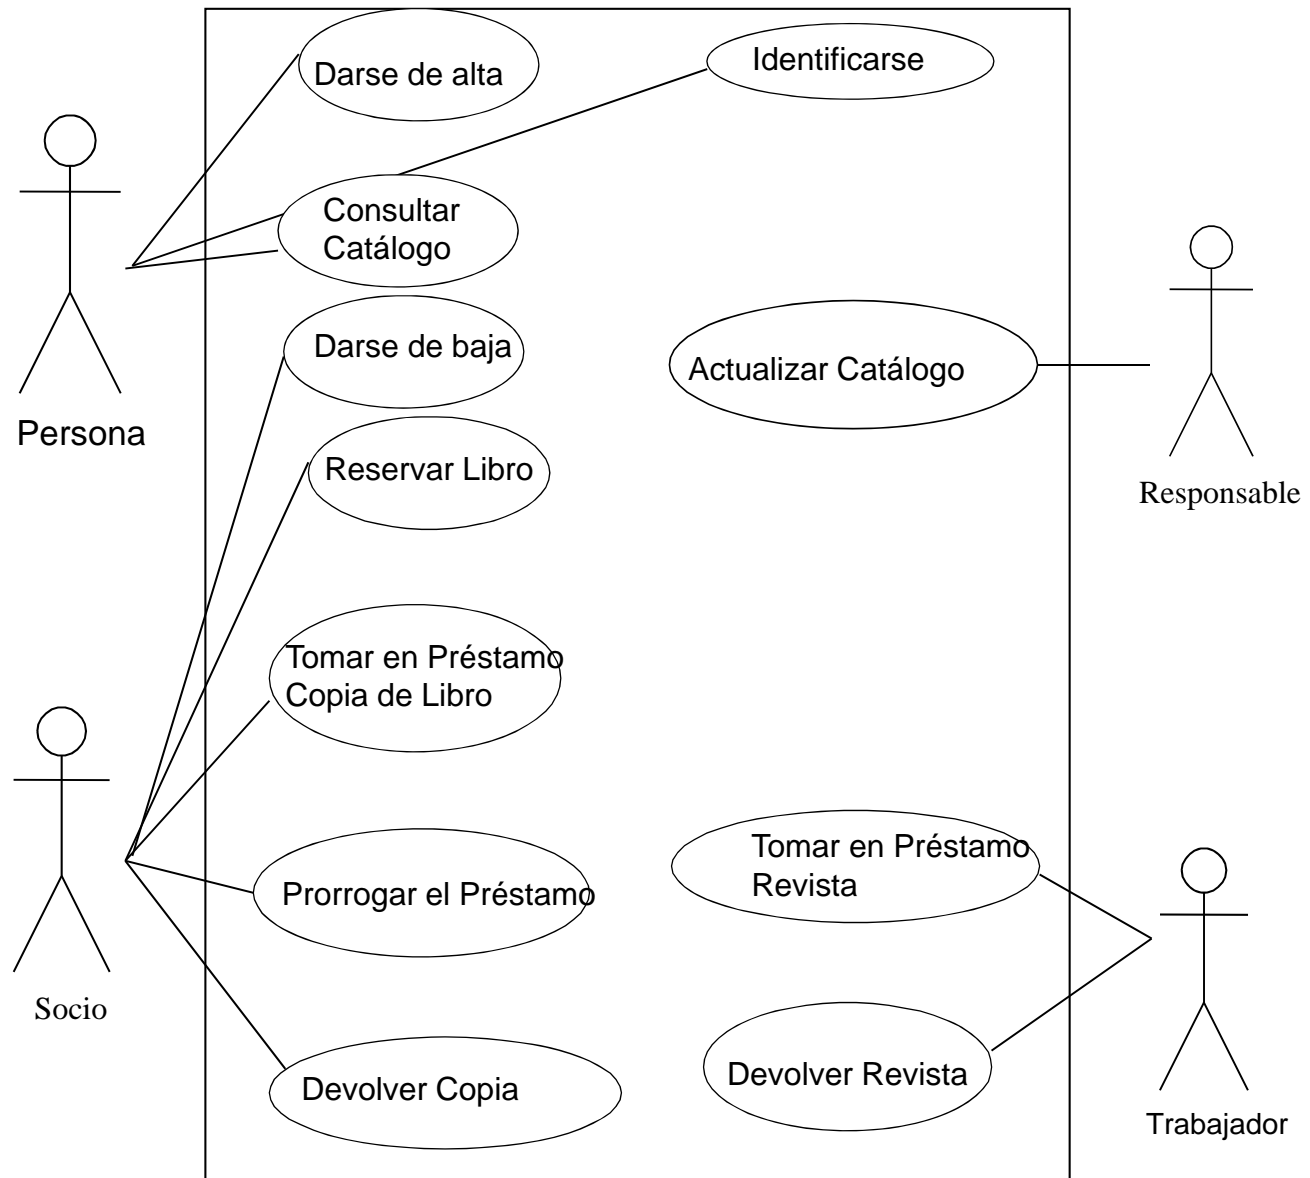 Darse de alta
Identificarse
Consultar
Catálogo
Darse de baja
Actualizar Catálogo
Persona
Reservar Libro
Responsable
Tomar en Préstamo
Copia de Libro
Tomar en Préstamo
Revista
Prorrogar el Préstamo
Socio
Devolver Copia
Devolver Revista
Trabajador